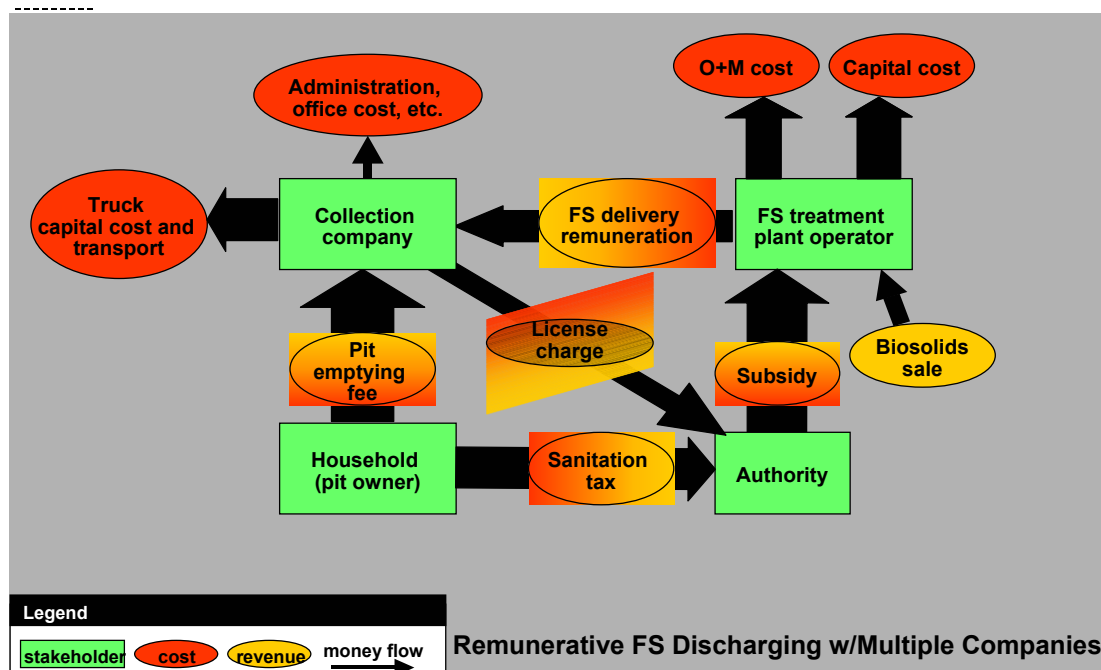 O+M cost
Capital cost
Administration,
office cost, etc.
Truck
capital cost and
transport
Collection
company
FS delivery
remuneration
FS treatment
plant operator
License
charge
Pit
emptying
fee
Subsidy
Biosolids
sale
Household
(pit owner)
Sanitation
tax
Authority
Legend
stakeholder
cost
revenue
money flow
Remunerative FS Discharging w/Multiple Companies